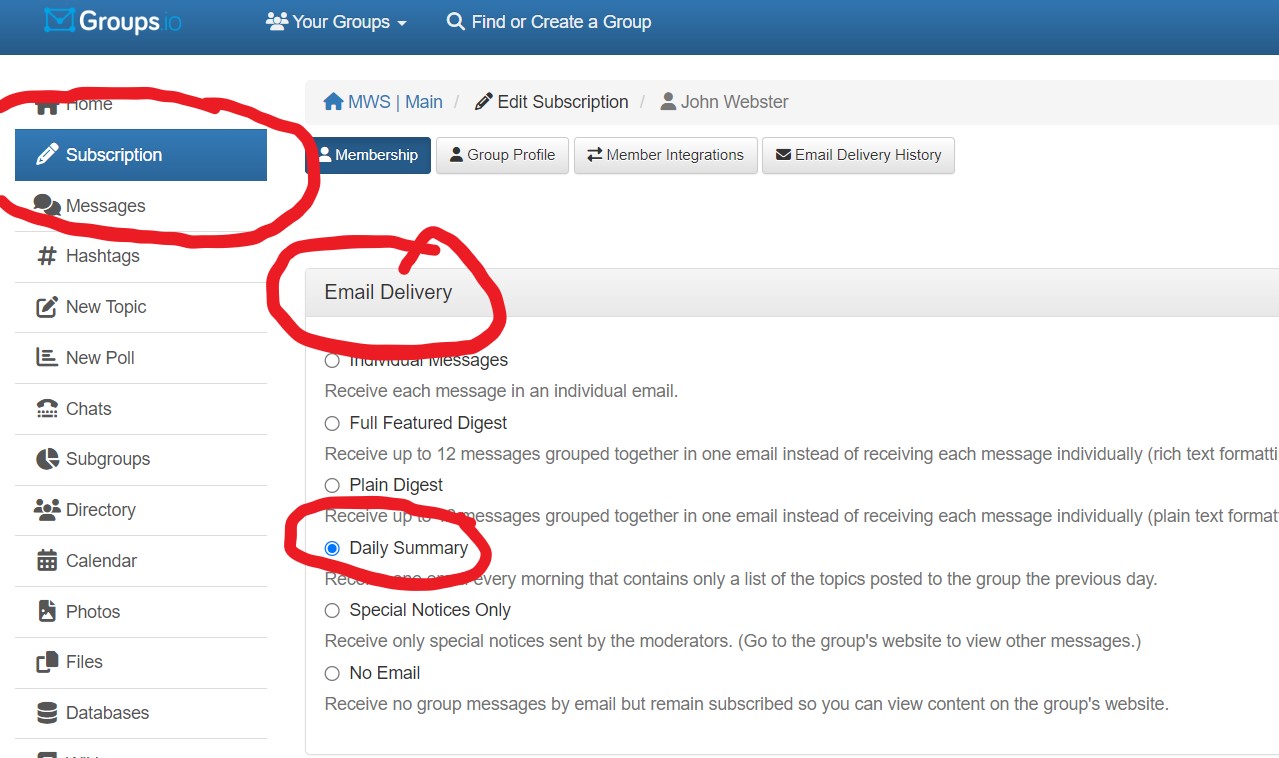 Groups.io Your Groups Find or Create a Group
Home
Subscription
Messages
Hashtags
New Topic
New Poll
Chats
Subgroups
Directory
Calendar
Photos
Files
Databases
MWS | Main / Edit Subscription / John Webster
Membership Group Profile Member Integrations Email Delivery History
Email Delivery
Individual Messages
Receive each message in an individual email.
Full Featured Digest
Receive up to 12 messages grouped together in one email instead of receiving each message individually (rich text formatti
Plain Digest
Receive up to 12 messages grouped together in one email instead of receiving each message individually (plain text format
Daily Summary
Receive one email every morning that contains only a list of the topics posted to the group the previous day.
Special Notices Only
Receive only special notices sent by the moderators. (Go to the group's website to view other messages.)
No Email
Receive no group messages by email but remain subscribed so you can view content on the group's website.